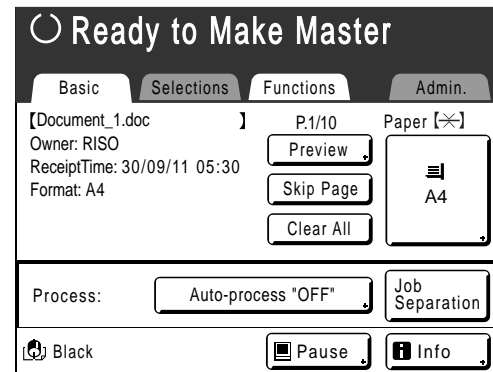 Ready to Make Master
Basic Selections Functions Admin.
【Document_1.doc 】 P.1/10 Paper【】
Owner: RISO Preview
ReceiptTime: 30/09/11 05:30
Format: A4 Skip Page A4
Clear All
Process: Auto-process "OFF" Job Separation
Black Pause Info